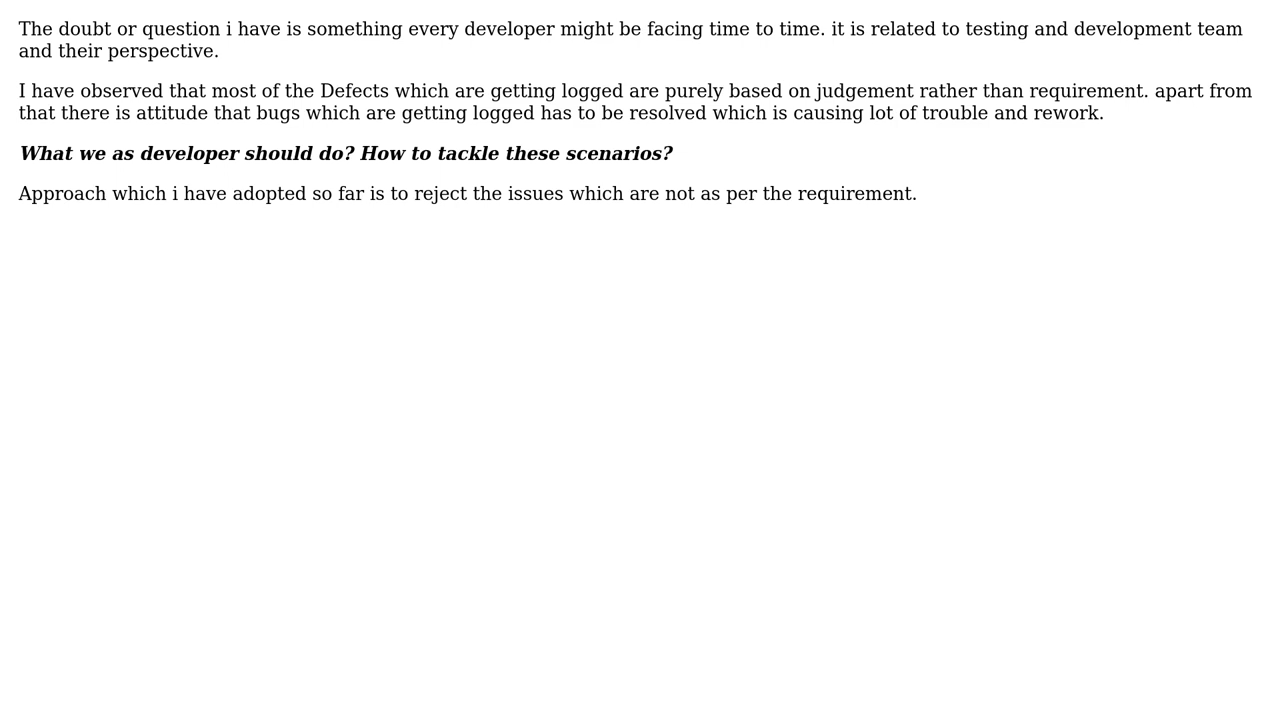 The doubt or question i have is something every developer might be facing time to time. it is related to testing and development team
and their perspective.
I have observed that most of the Defects which are getting logged are purely based on judgement rather than requirement. apart from
that there is attitude that bugs which are getting logged has to be resolved which is causing lot of trouble and rework.
What we as developer should do? How to tackle these scenarios?
Approach which i have adopted so far is to reject the issues which are not as per the requirement.